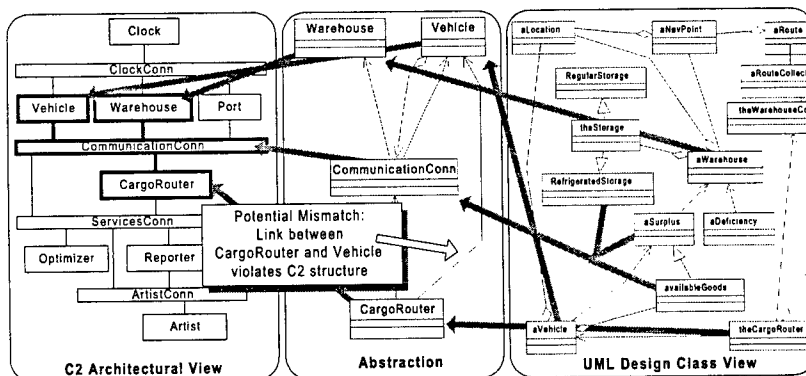 Clock
ClockConn
Vehicle
Warehouse
Port
CommunicationConn
CargoRouter
ServicesConn
Optimizer
Reporter
ArtistConn
Artist
C2 Architectural View
Warehouse
Vehicle
CommunicationConn
Potential Mismatch:
Link between
CargoRouter and Vehicle
violates C2 structure
CargoRouter
Abstraction
aLocation
aNavPoint
aRoute
aRouteCollect
RegularStorage
theWarehouseCo
theStorage
aWarehouse
RefrigeratedStorage
aSurplus
aDeficiency
availableGoods
aVehicle
theCargoRouter
UML Design Class View